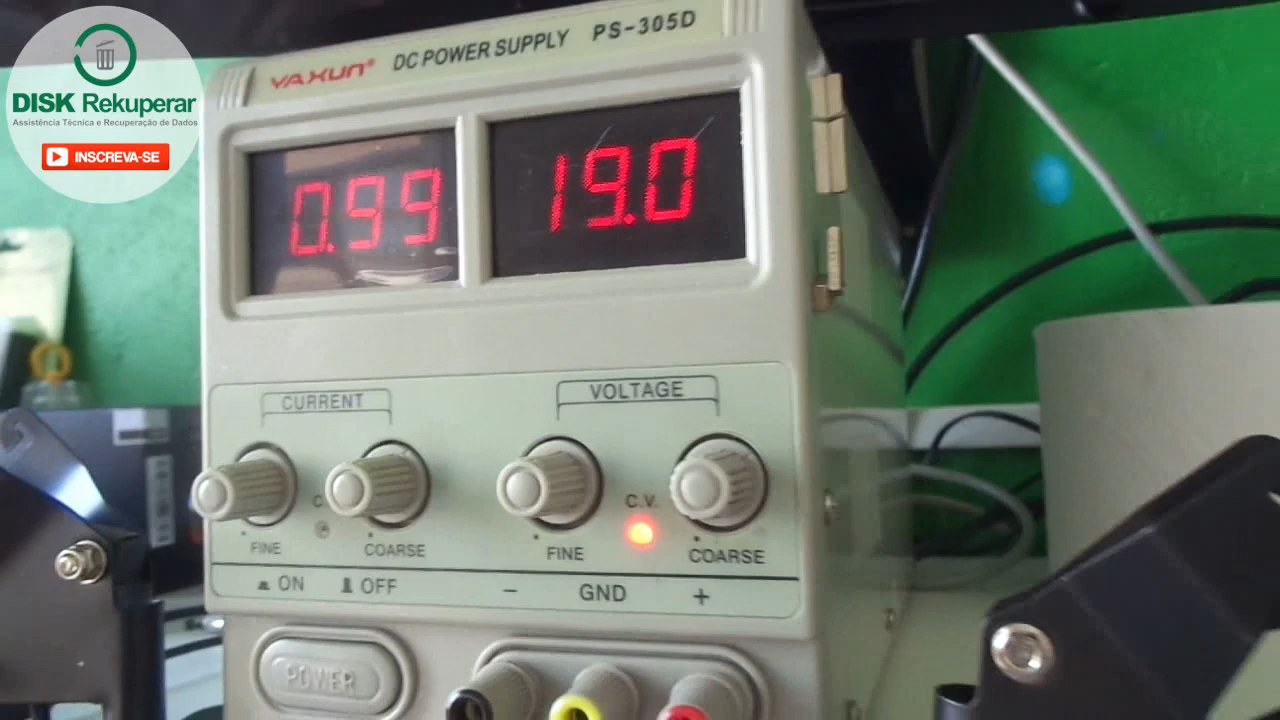 DISK Rekuperar
Assistência Técnica e Recuperação de Dados
INSCREVA-SE
YAXUN® DC POWER SUPPLY PS-305D
0.99 19.0
CURRENT VOLTAGE
C.V.
FINE COARSE FINE COARSE
ON OFF - GND +
POWER